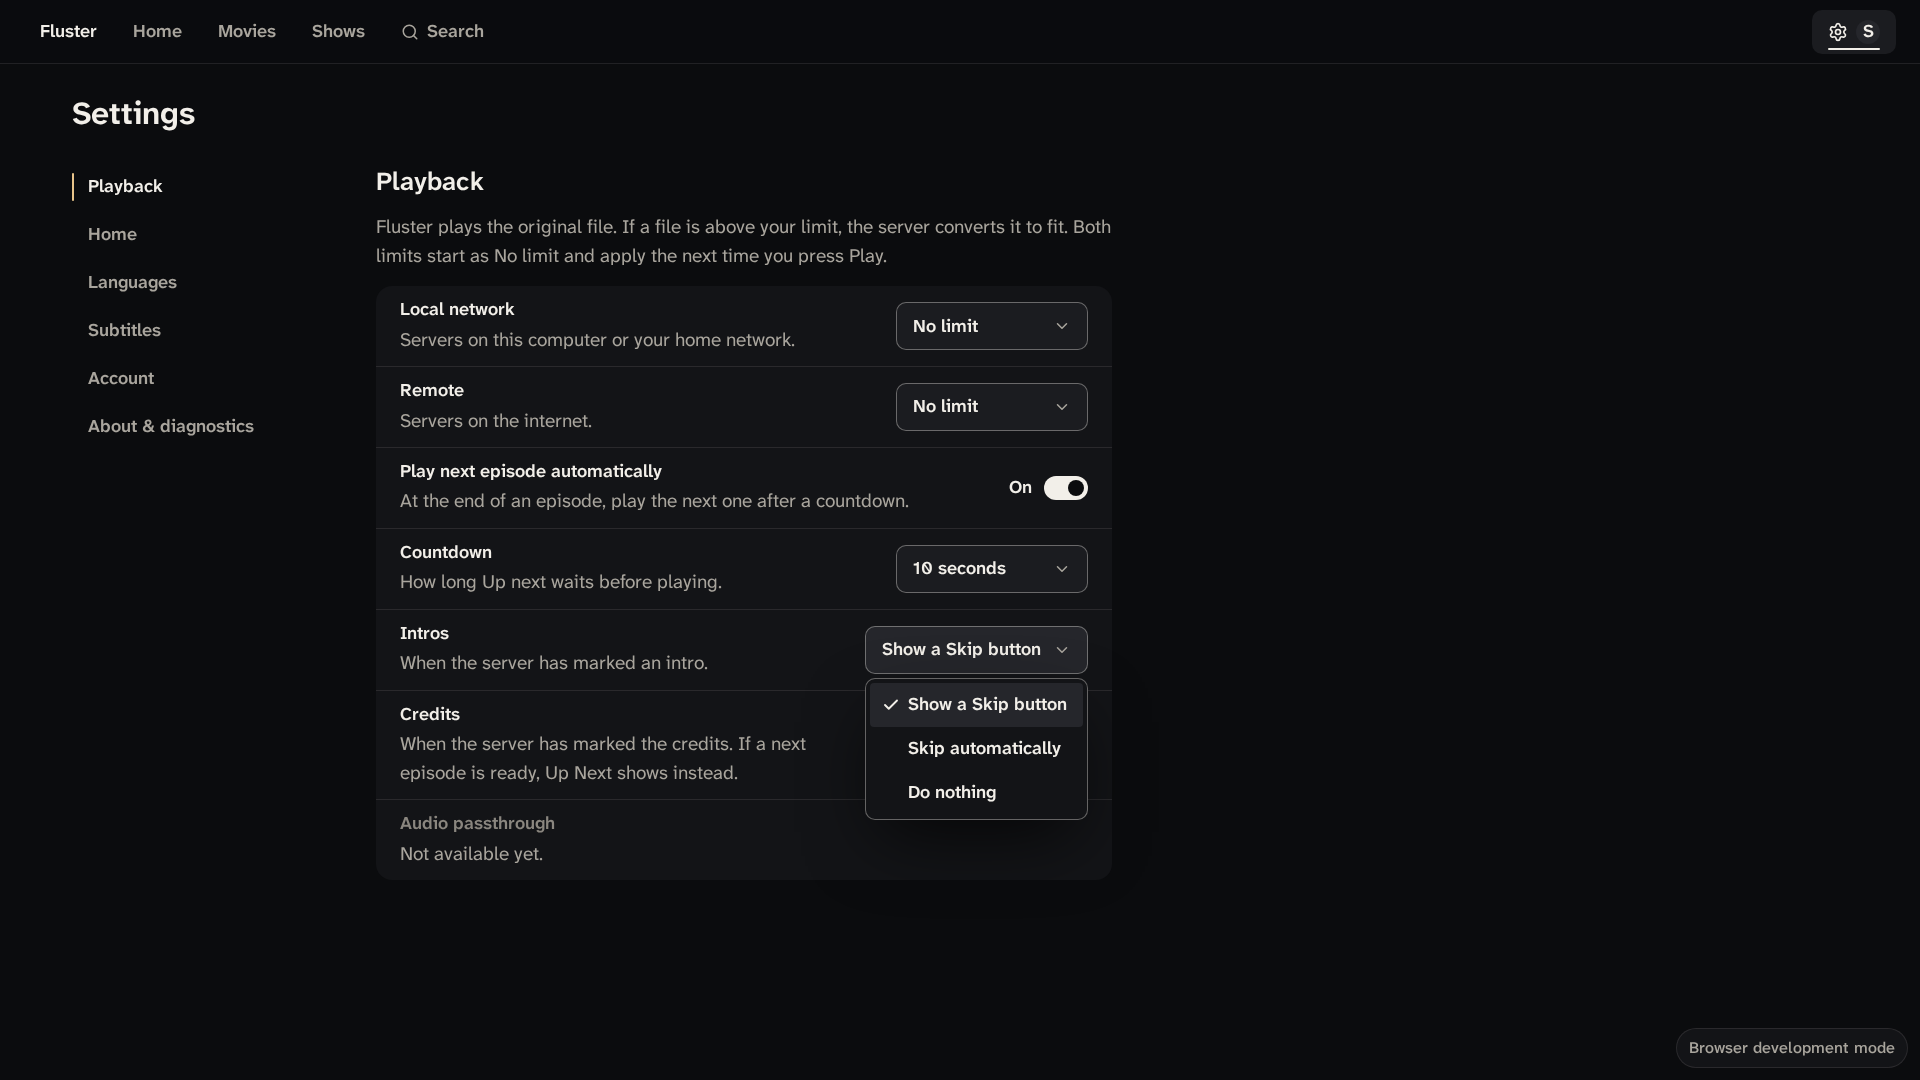 Fluster
Home
Movies
Shows
Search
S
Settings
Playback
Home
Languages
Subtitles
Account
About & diagnostics
Playback
Fluster plays the original file. If a file is above your limit, the server converts it to fit. Both
limits start as No limit and apply the next time you press Play.
Local network
Servers on this computer or your home network.
No limit
Remote
Servers on the internet.
No limit
Play next episode automatically
At the end of an episode, play the next one after a countdown.
On
Countdown
How long Up next waits before playing.
10 seconds
Intros
When the server has marked an intro.
Show a Skip button
Show a Skip button
Skip automatically
Do nothing
Credits
When the server has marked the credits. If a next
episode is ready, Up Next shows instead.
Audio passthrough
Not available yet.
Browser development mode